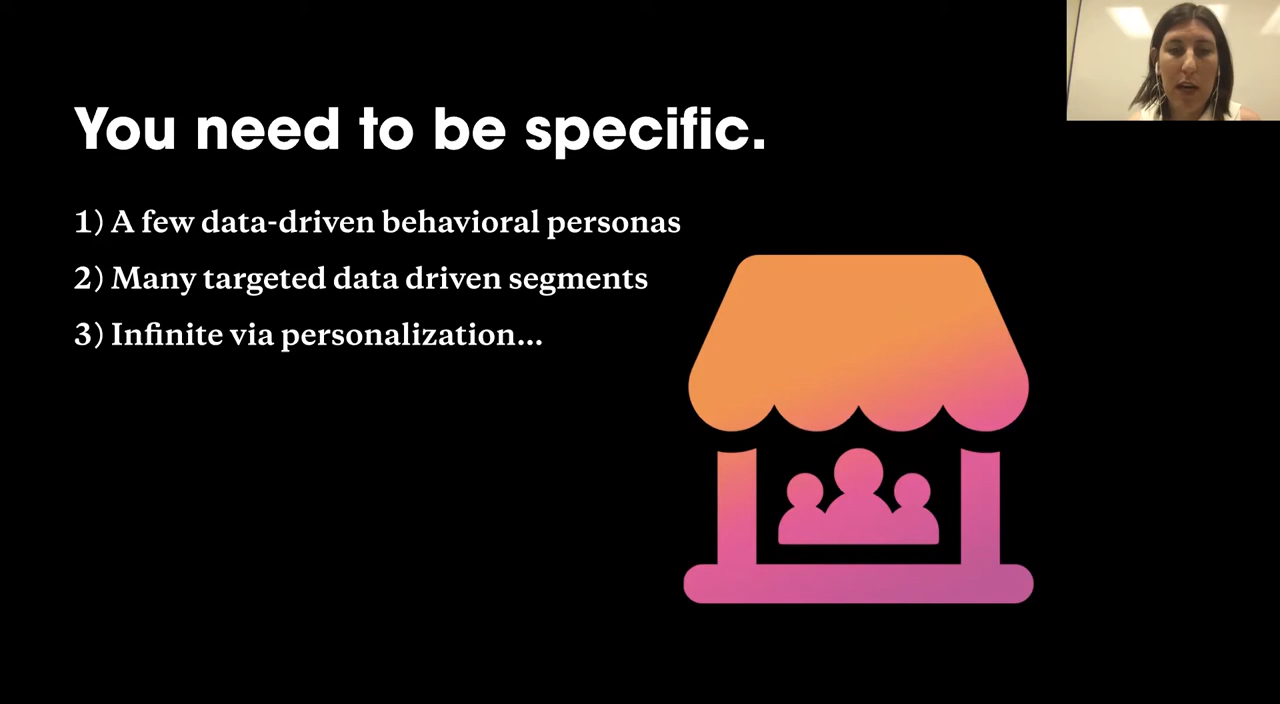 You need to be specific.
1) A few data-driven behavioral personas
2) Many targeted data driven segments
3) Infinite via personalization...